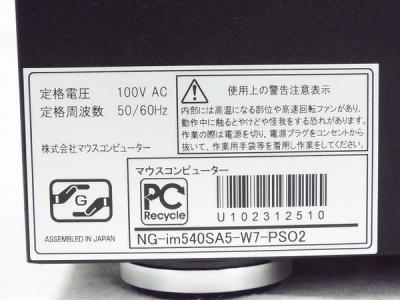 定格電圧 100V AC
定格周波数 50/60Hz
株式会社マウスコンピューター
使用上の警告注意表示
内部には高温になる部位や高速回転ファンがあり、
動作中に触るとやけどや怪我をする恐れがあります。
作業の際は電源を切り、電源プラグをコンセントから
抜いて、作業用手袋等を着用し作業をしてください。
G
ASSEMBLED IN JAPAN
マウスコンピューター
PC
Recycle
U102312510
NG-im540SA5-W7-PSO2